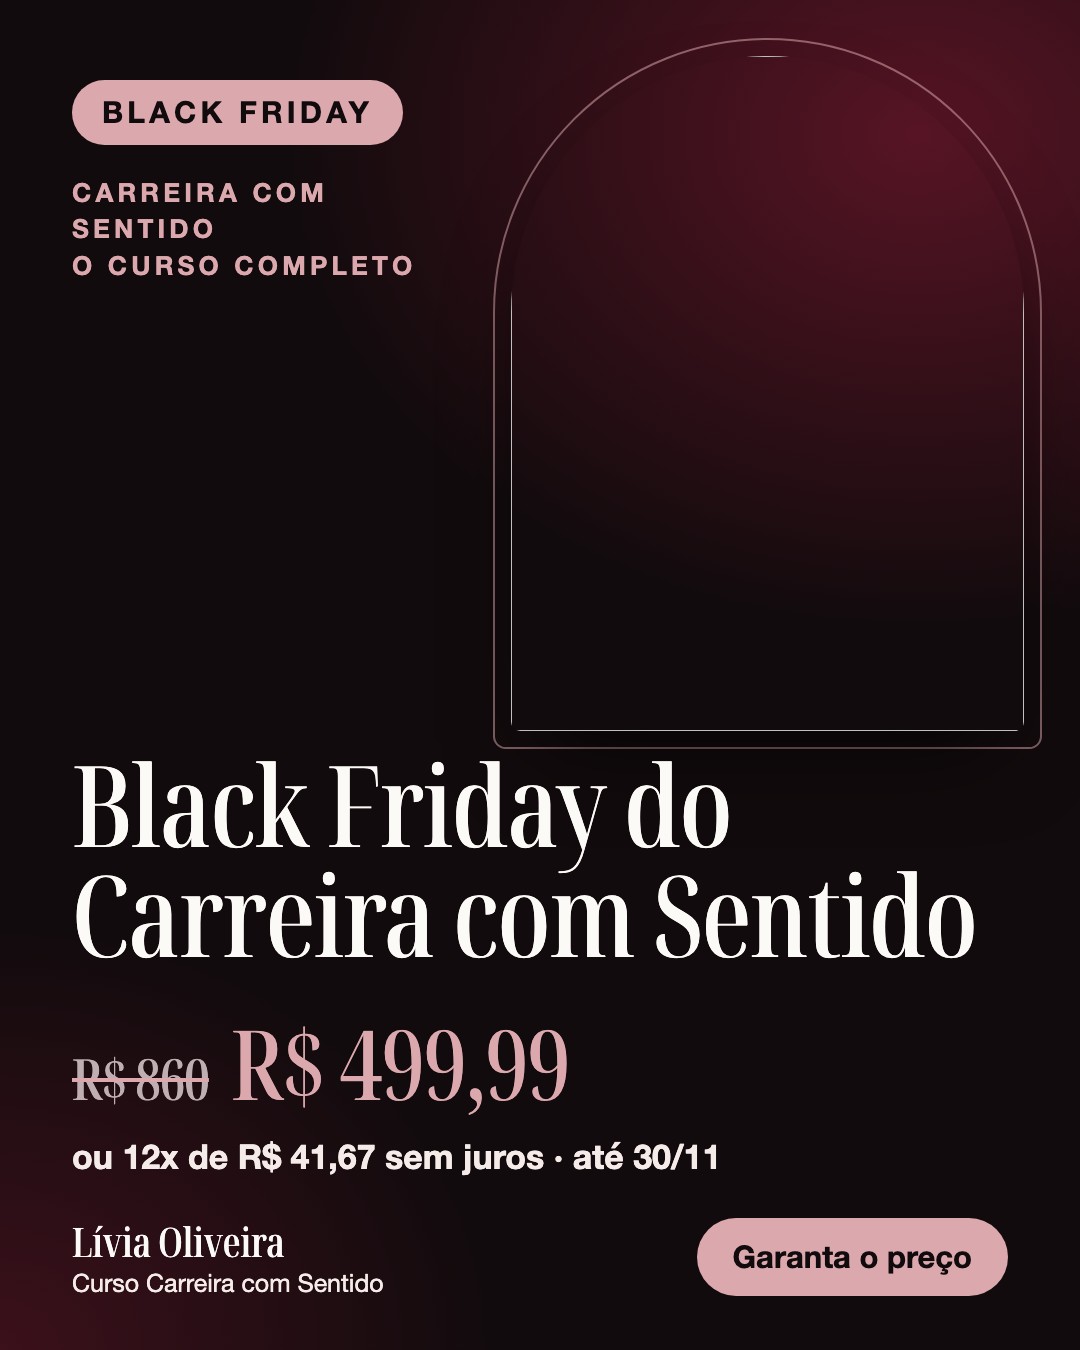 BLACK FRIDAY
CARREIRA COM
SENTIDO
O CURSO COMPLETO
Black Friday do
Carreira com Sentido
R$ 860 R$ 499,99
ou 12x de R$ 41,67 sem juros · até 30/11
Lívia Oliveira
Curso Carreira com Sentido
Garanta o preço